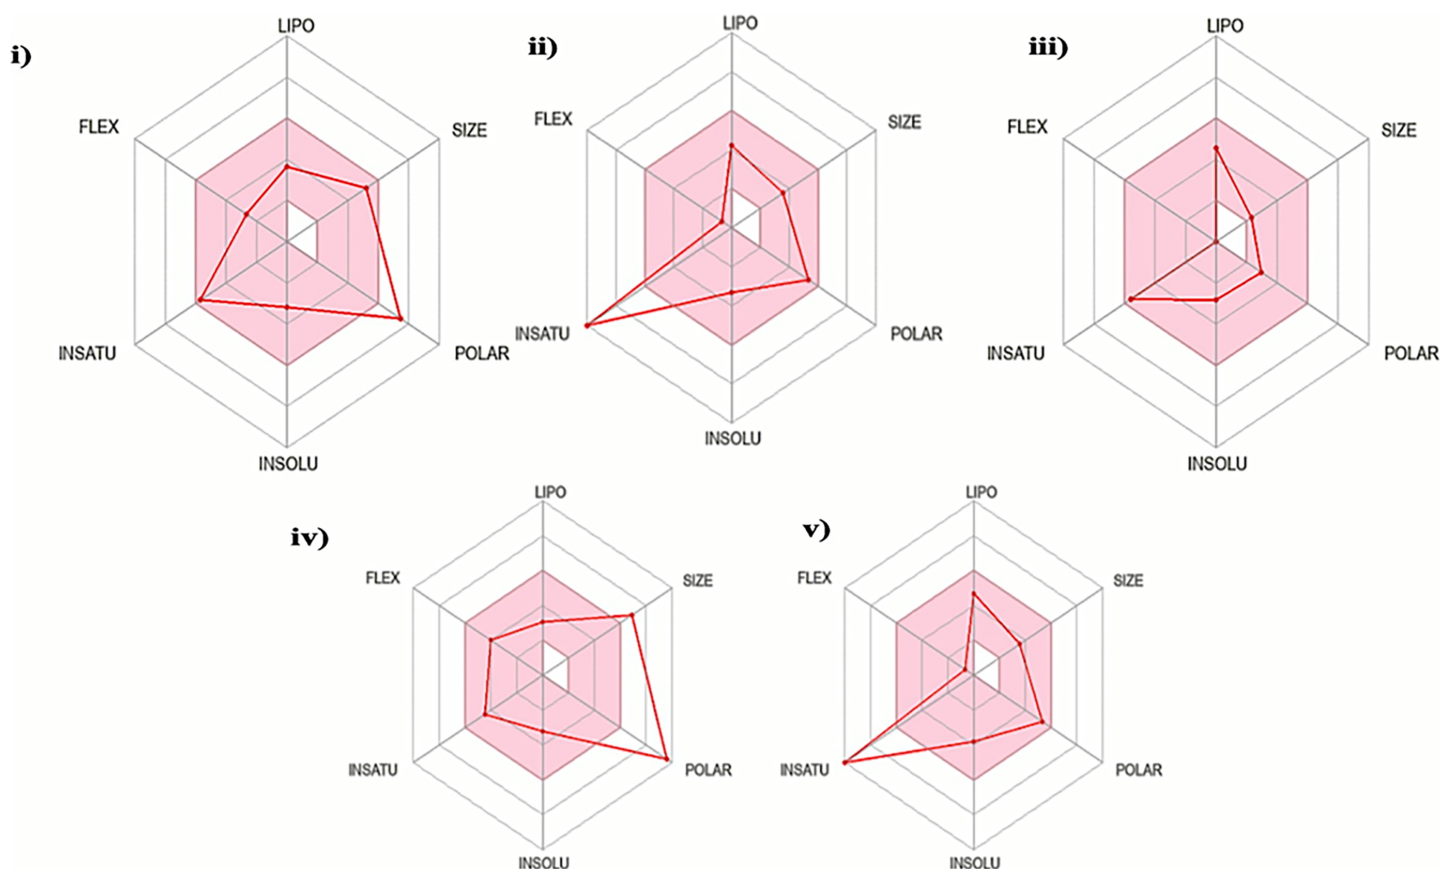 i)
LIPO
FLEX
SIZE
INSATU
POLAR
INSOLU
ii)
LIPO
FLEX
SIZE
INSATU
POLAR
INSOLU
iii)
LIPO
FLEX
SIZE
INSATU
POLAR
INSOLU
iv)
LIPO
FLEX
SIZE
INSATU
POLAR
INSOLU
v)
LIPO
FLEX
SIZE
INSATU
POLAR
INSOLU